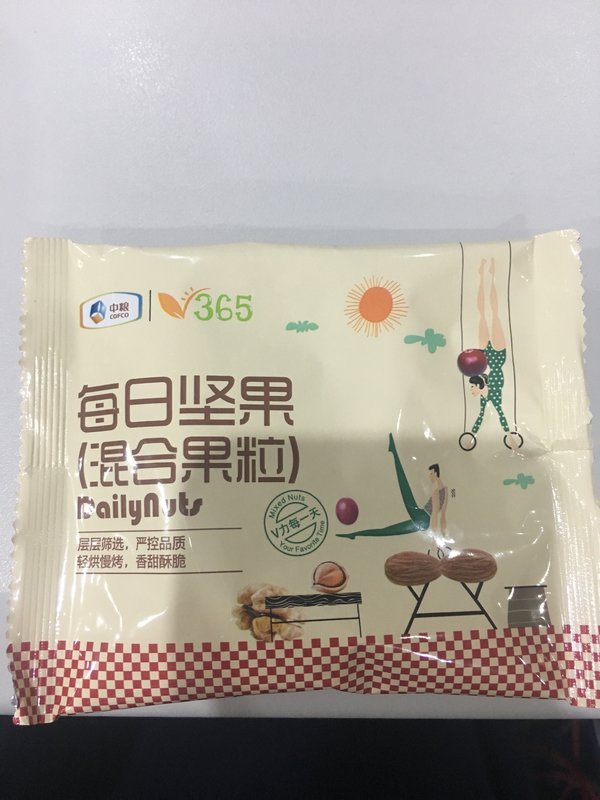 中粮
COFCO
V365
每日坚果
(混合果粒)
DailyNuts
层层筛选，严控品质
轻烘慢烤，香甜酥脆
Mixed Nuts
V力每一天
Your Favorite Time